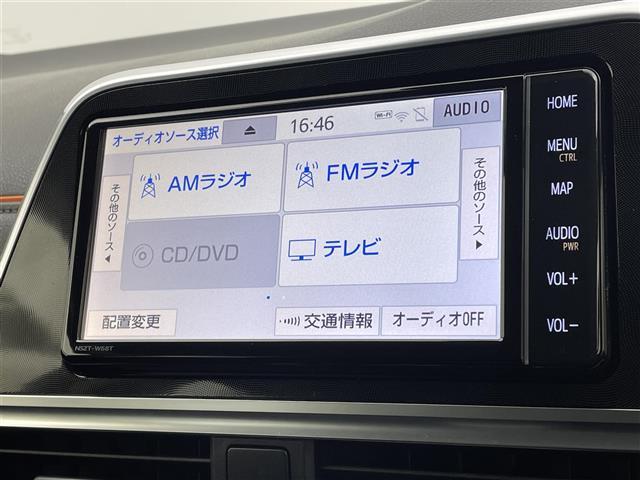 オーディオソース選択
16:46
Wi-Fi
AUDIO
その他のソース
AMラジオ
FMラジオ
その他のソース
CD/DVD
テレビ
配置変更
交通情報
オーディオOFF
NSZT-W68T
HOME
MENU
CTRL
MAP
AUDIO
PWR
VOL+
VOL−